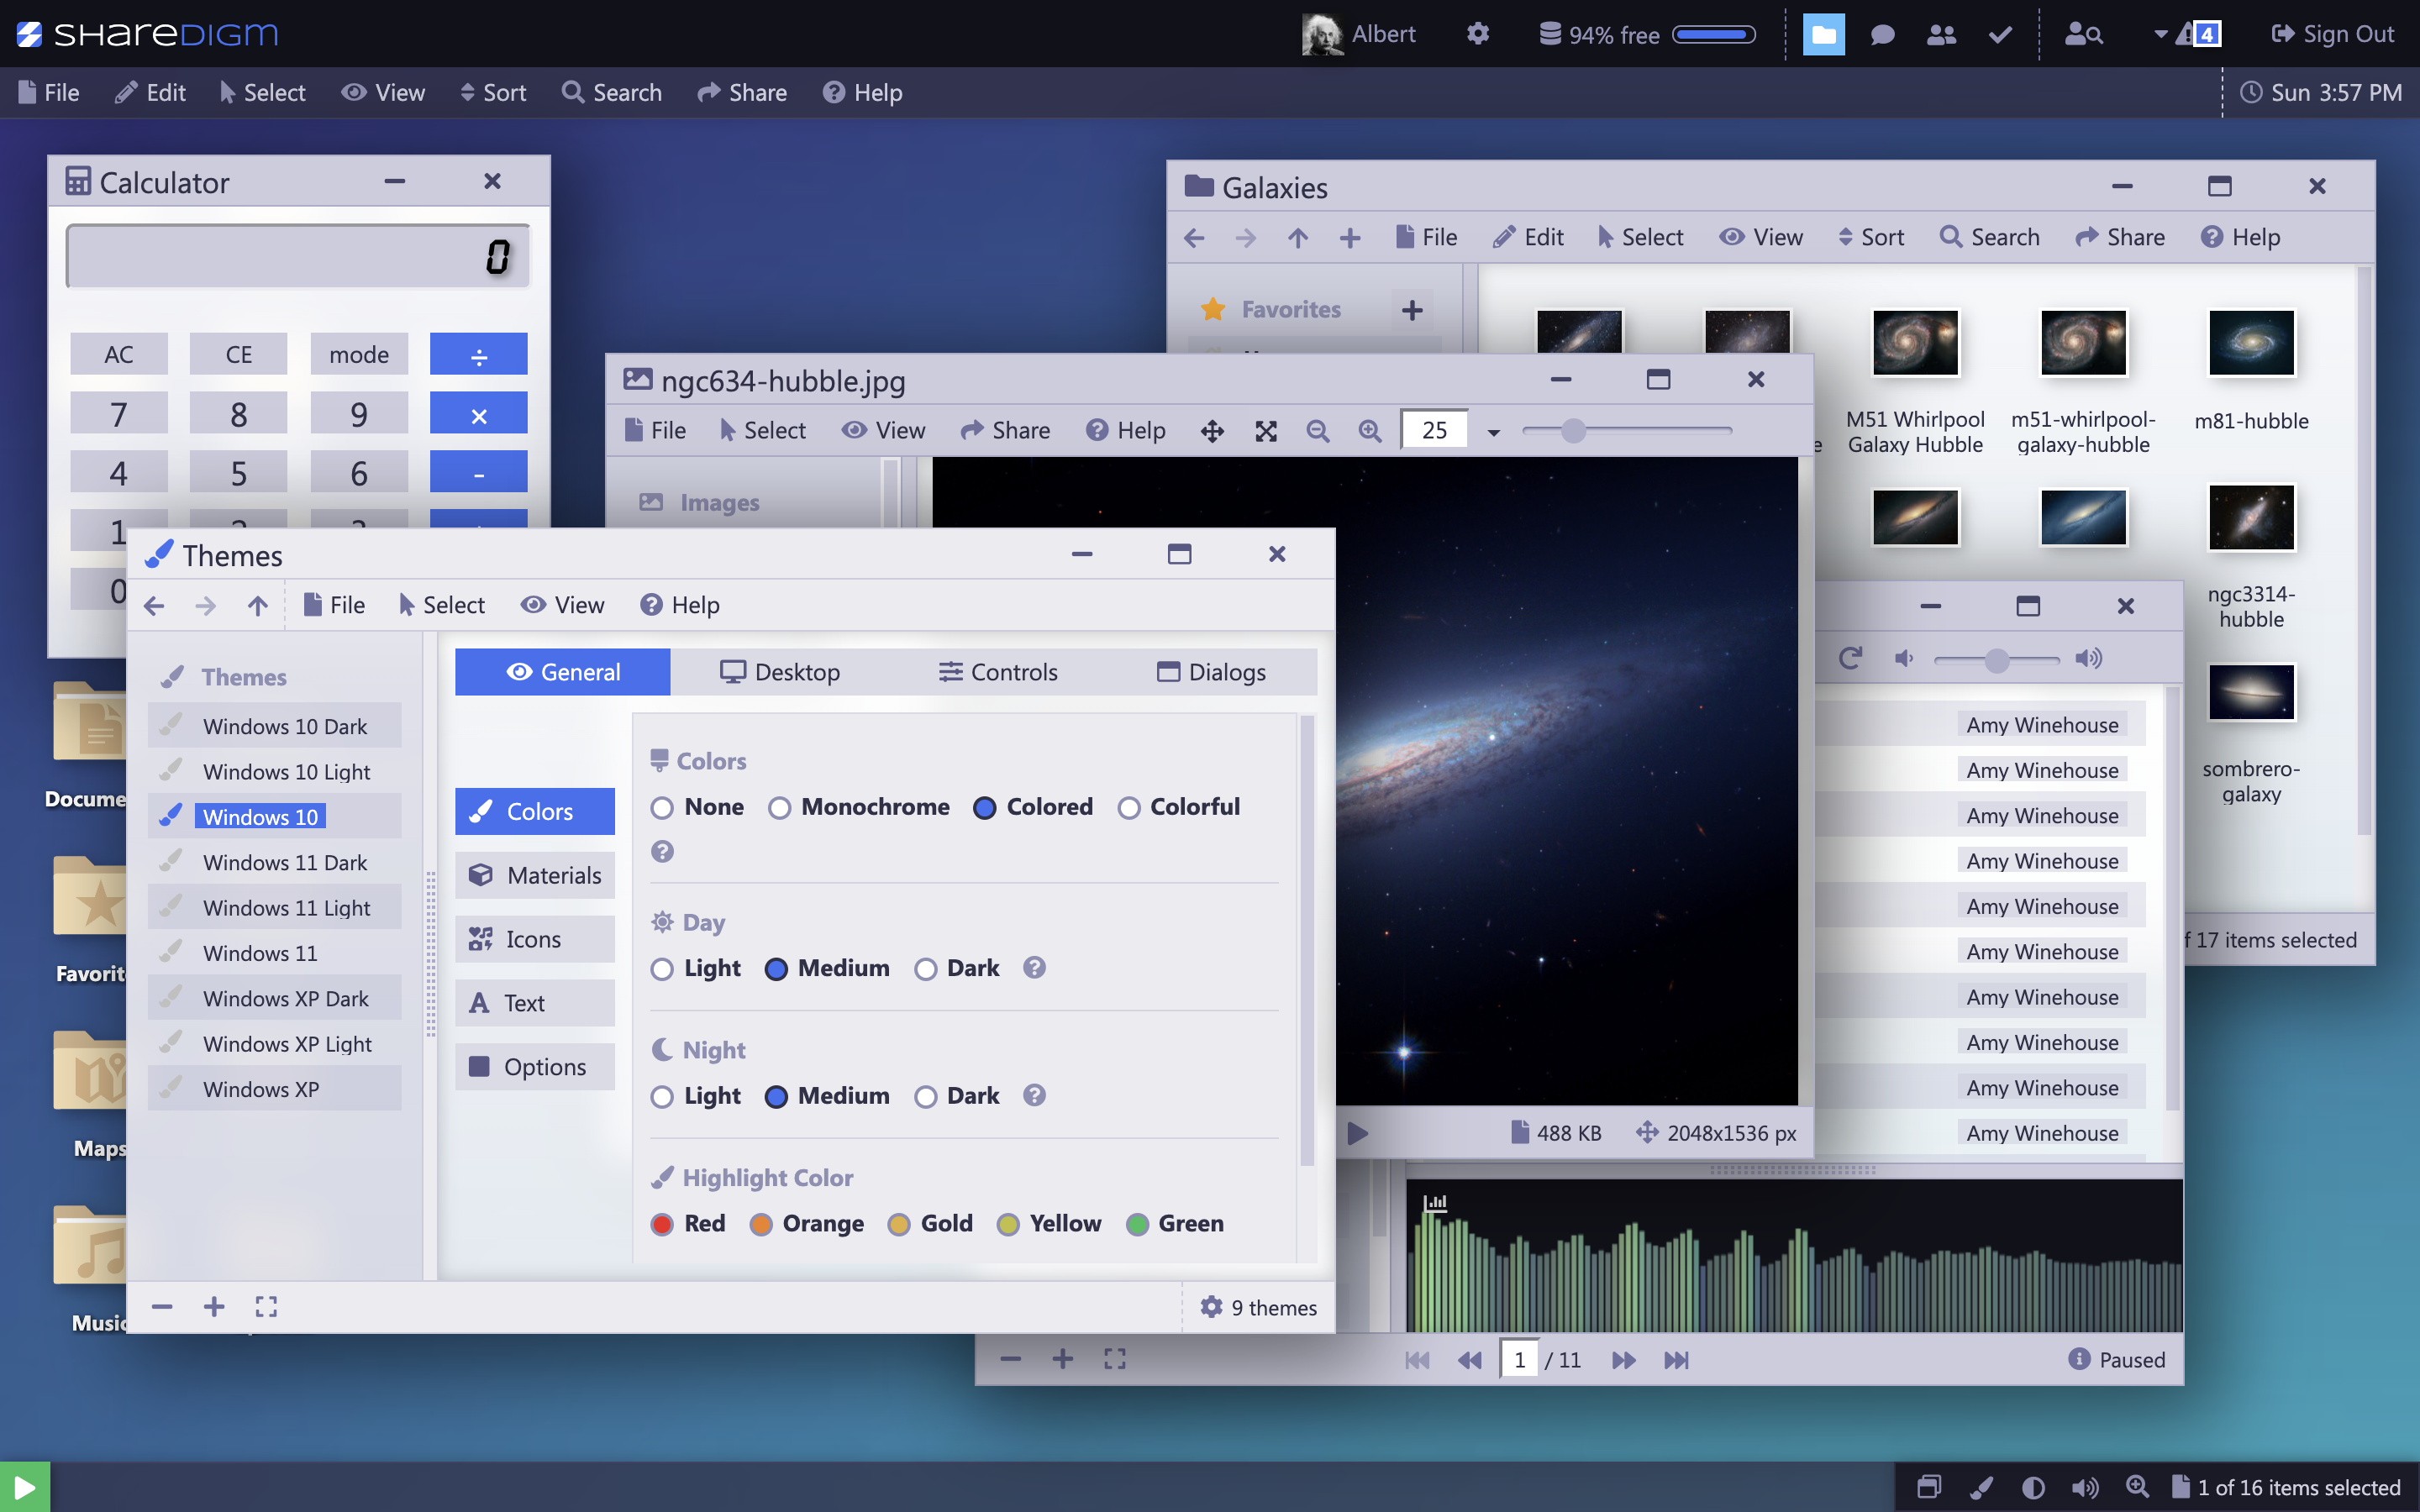 SHAREDIGM
Albert
94% free
4
Sign Out
File Edit Select View Sort Search Share Help
Sun 3:57 PM
Calculator
0
AC CE mode ÷
7 8 9 ×
4 5 6 -
1 2 3 +
0
Galaxies
File Edit Select View Sort Search Share Help
Favorites
M51 Whirlpool
Galaxy Hubble
m51-whirlpool-
galaxy-hubble
m81-hubble
ngc3314-
hubble
sombrero-
galaxy
f 17 items selected
ngc634-hubble.jpg
File Select View Share Help 25
Images
488 KB 2048x1536 px
Themes
File Select View Help
Themes
Windows 10 Dark
Windows 10 Light
Windows 10
Windows 11 Dark
Windows 11 Light
Windows 11
Windows XP Dark
Windows XP Light
Windows XP
General Desktop Controls Dialogs
Colors
Materials
Icons
Text
Options
Colors
None Monochrome Colored Colorful
Day
Light Medium Dark
Night
Light Medium Dark
Highlight Color
Red Orange Gold Yellow Green
9 themes
Docume
Favorit
Maps
Music
Amy Winehouse
Amy Winehouse
Amy Winehouse
Amy Winehouse
Amy Winehouse
Amy Winehouse
Amy Winehouse
Amy Winehouse
Amy Winehouse
Amy Winehouse
1 / 11
Paused
1 of 16 items selected